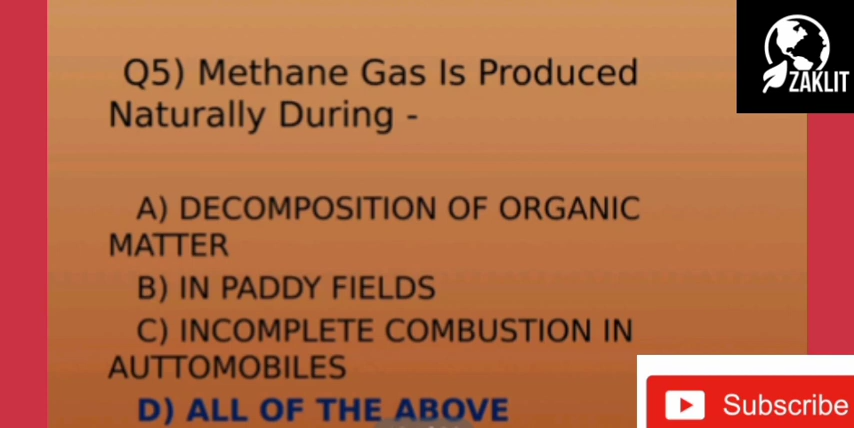 Q5) Methane Gas Is Produced
Naturally During -
A) DECOMPOSITION OF ORGANIC
MATTER
B) IN PADDY FIELDS
C) INCOMPLETE COMBUSTION IN
AUTTOMOBILES
D) ALL OF THE ABOVE
ZAKLIT
Subscribe